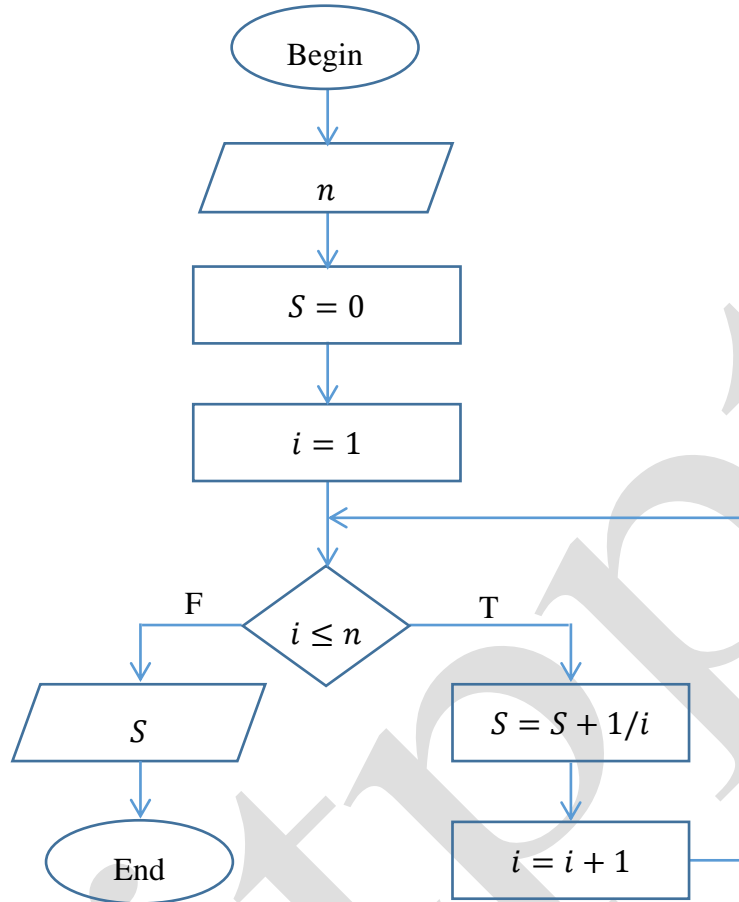 Begin
n
S = 0
i = 1
F
T
i ≤ n
S
S = S + 1/i
End
i = i + 1